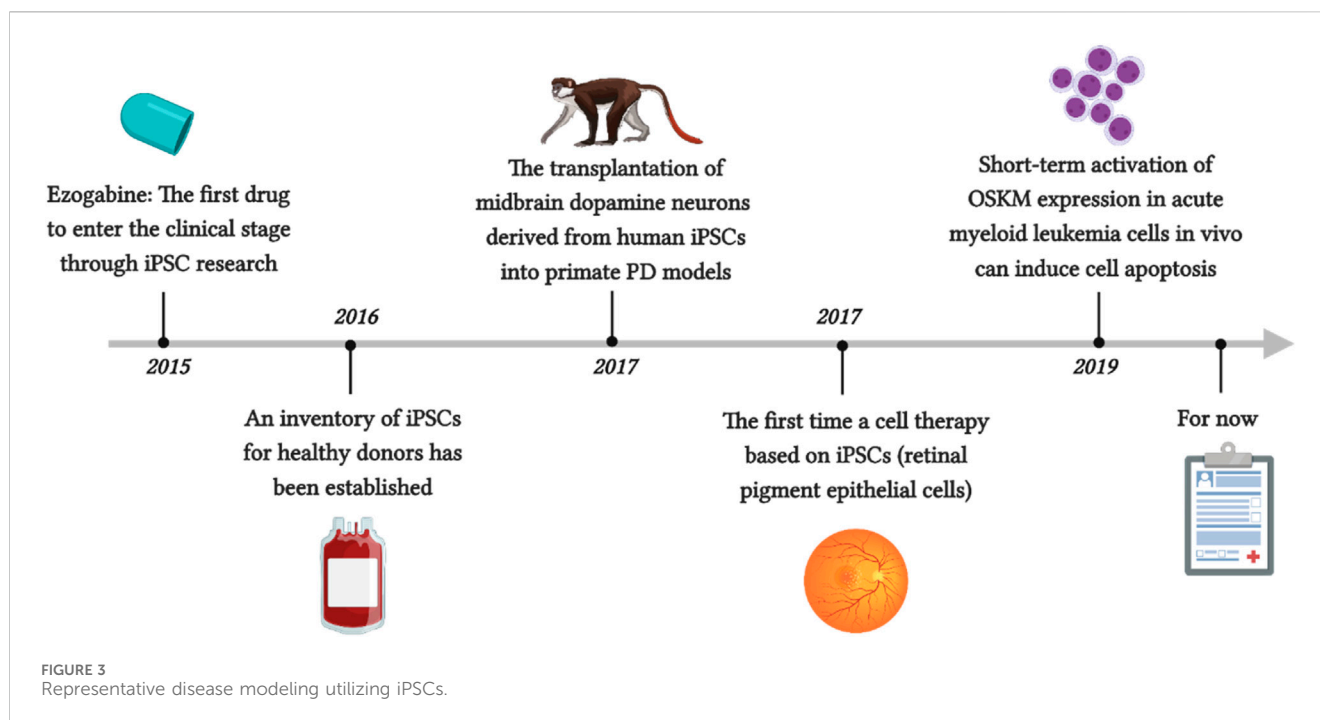 Ezogabine: The first drug
to enter the clinical stage
through iPSC research
2015
2016
An inventory of iPSCs
for healthy donors has
been established
The transplantation of
midbrain dopamine neurons
derived from human iPSCs
into primate PD models
2017
2017
The first time a cell therapy
based on iPSCs (retinal
pigment epithelial cells)
Short-term activation of
OSKM expression in acute
myeloid leukemia cells in vivo
can induce cell apoptosis
2019
For now
FIGURE 3
Representative disease modeling utilizing iPSCs.